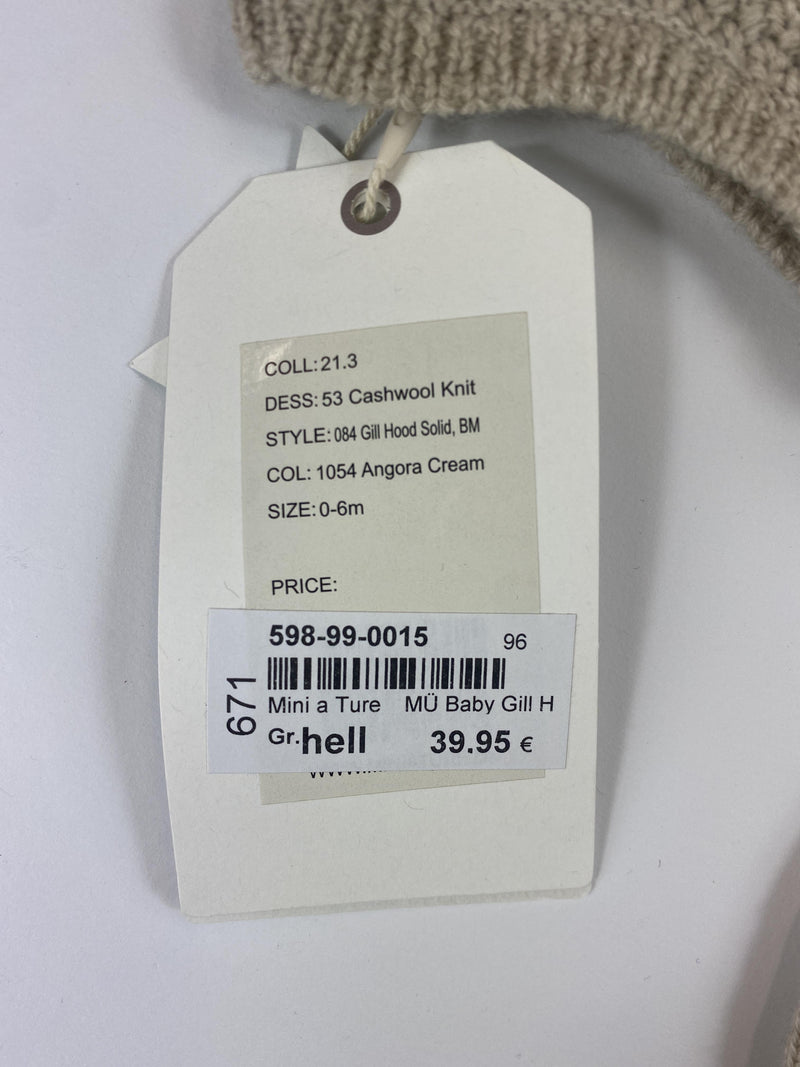 COLL: 21.3
DESS: 53 Cashwool Knit
STYLE: 084 Gill Hood Solid, BM
COL: 1054 Angora Cream
SIZE: 0-6m
PRICE:
598-99-0015 96
671
Mini a Ture MÜ Baby Gill H
Gr. hell 39.95 €